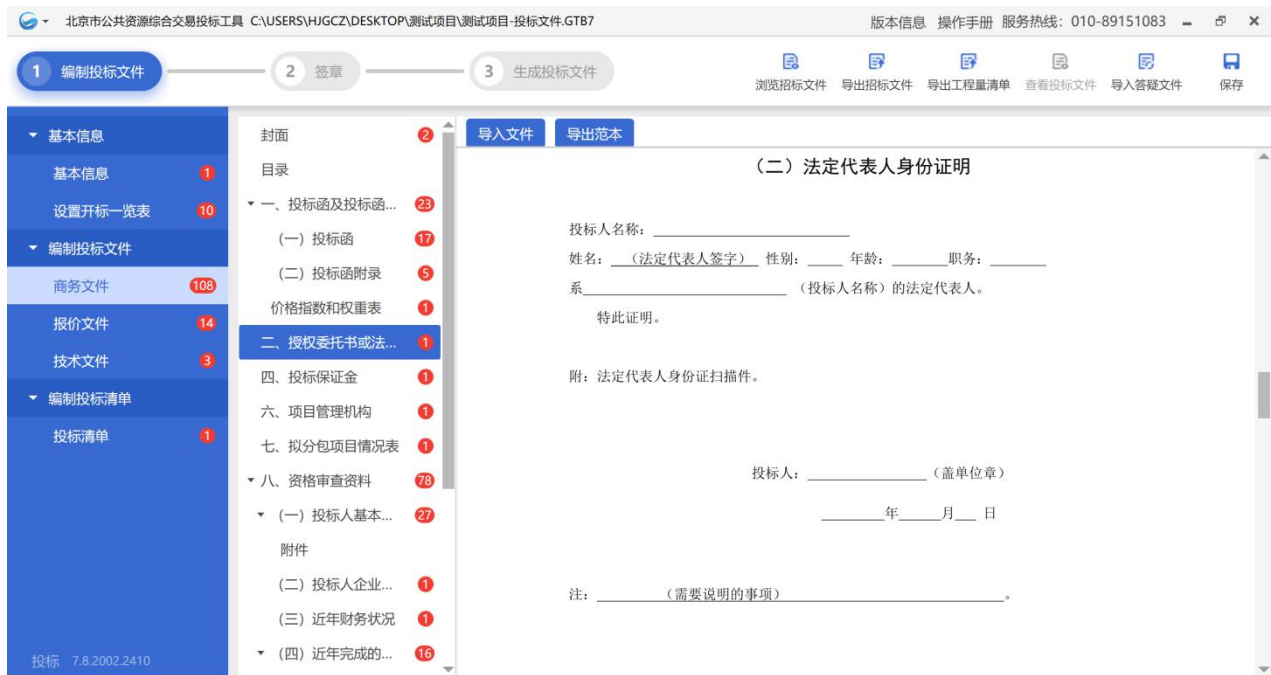 北京市公共资源综合交易投标工具 C:\USERS\HJGCZ\DESKTOP\测试项目\测试项目-投标文件.GTB7 版本信息 操作手册 服务热线：010-89151083
1 编制投标文件 2 签章 3 生成投标文件
浏览招标文件 导出招标文件 导出工程量清单 查看投标文件 导入答疑文件 保存
基本信息
基本信息 1
设置开标一览表 10
编制投标文件
商务文件 108
报价文件 14
技术文件 3
编制投标清单
投标清单 1
投标 7.8.2002.2410
封面 2
目录
一、投标函及投标函... 23
（一）投标函 17
（二）投标函附录 5
价格指数和权重表 1
二、授权委托书或法... 1
四、投标保证金 1
六、项目管理机构 1
七、拟分包项目情况表 1
八、资格审查资料 78
（一）投标人基本... 27
附件
（二）投标人企业... 1
（三）近年财务状况 1
（四）近年完成的... 16
导入文件 导出范本
（二）法定代表人身份证明
投标人名称：
姓名：（法定代表人签字） 性别： 年龄： 职务：
系 （投标人名称）的法定代表人。
特此证明。
附：法定代表人身份证扫描件。
投标人： （盖单位章）
年 月 日
注： （需要说明的事项） 。